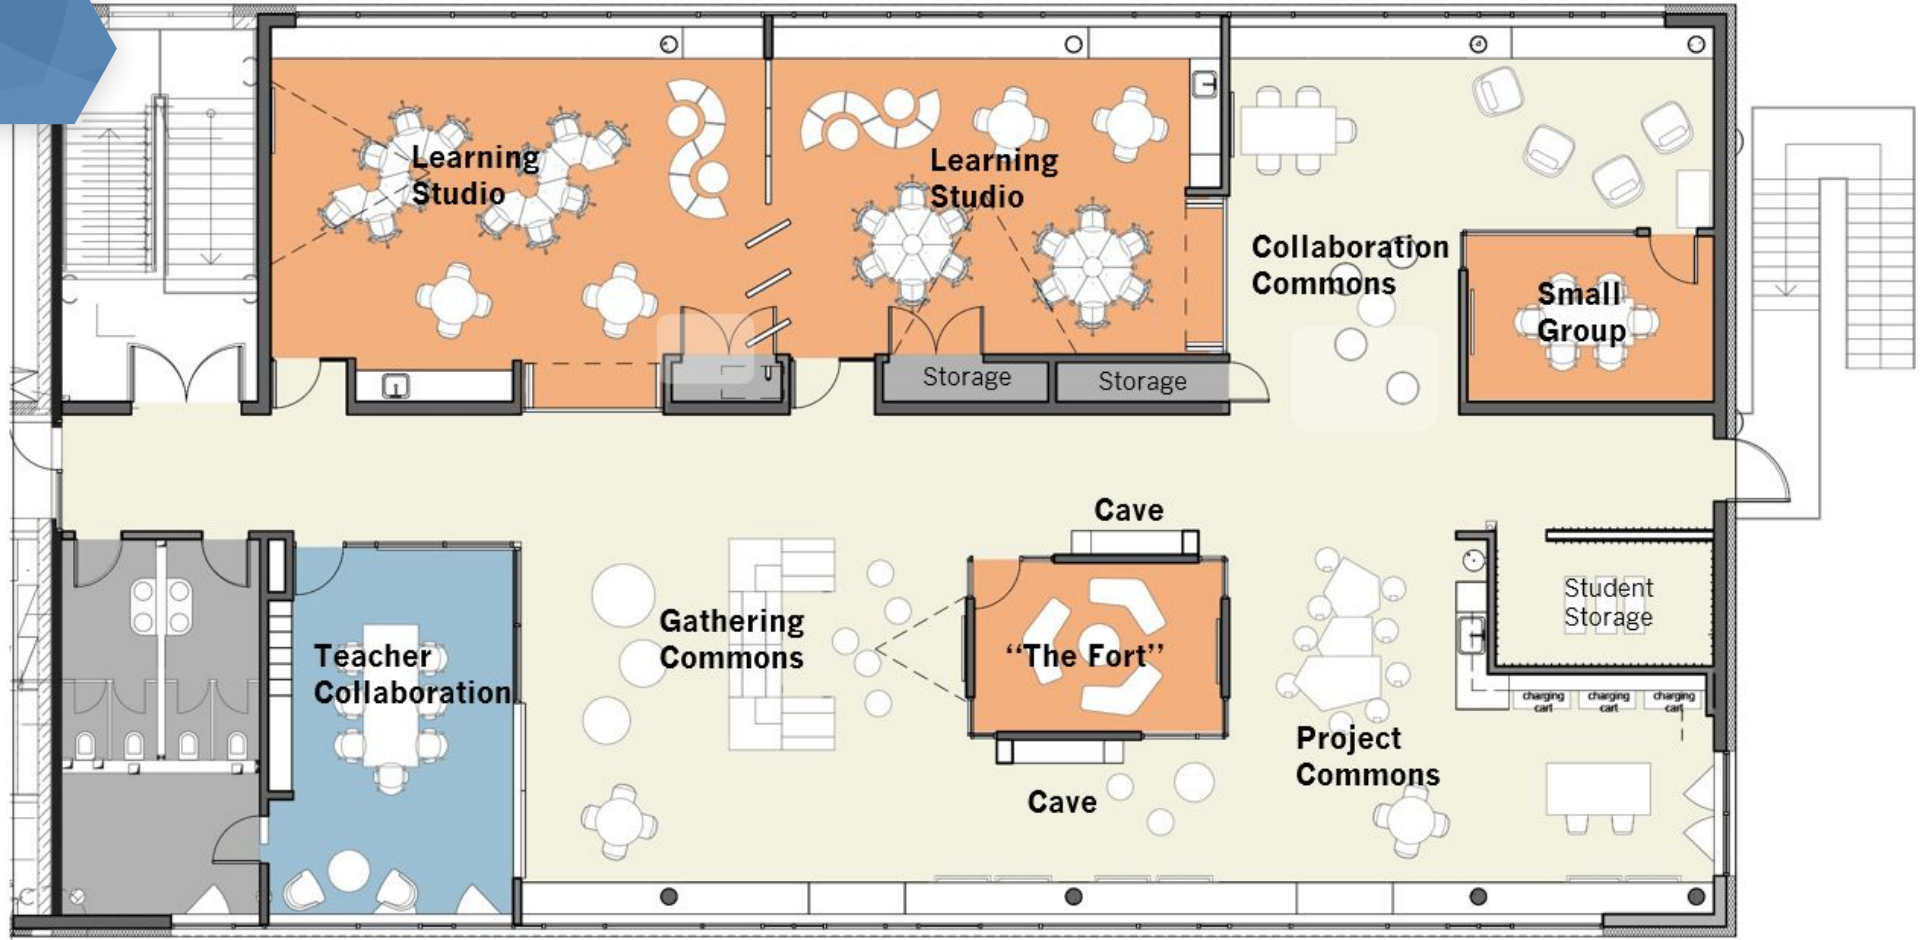 Learning
Studio
Learning
Studio
Collaboration
Commons
Small
Group
Storage
Storage
Cave
Student
Storage
Gathering
Commons
“The Fort”
Teacher
Collaboration
charging
cart
charging
cart
charging
cart
Project
Commons
Cave